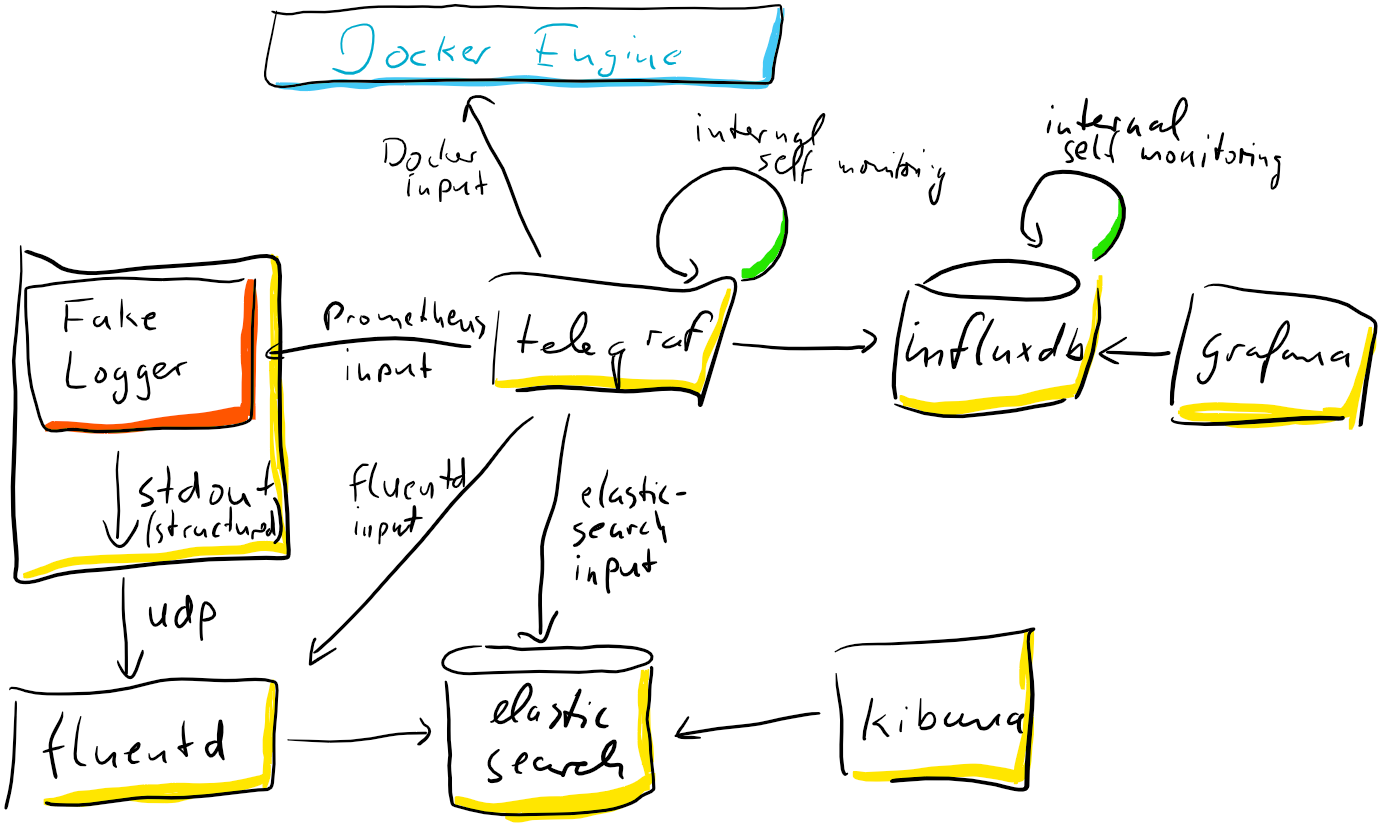 Docker Engine
Docker
input
internal
self monitoring
internal
self monitoring
Fake
Logger
Prometheus
input
telegraf
influxdb
grafana
stdout
(structured)
fluentd
input
elastic-
search
input
udp
fluentd
elastic
search
kibana